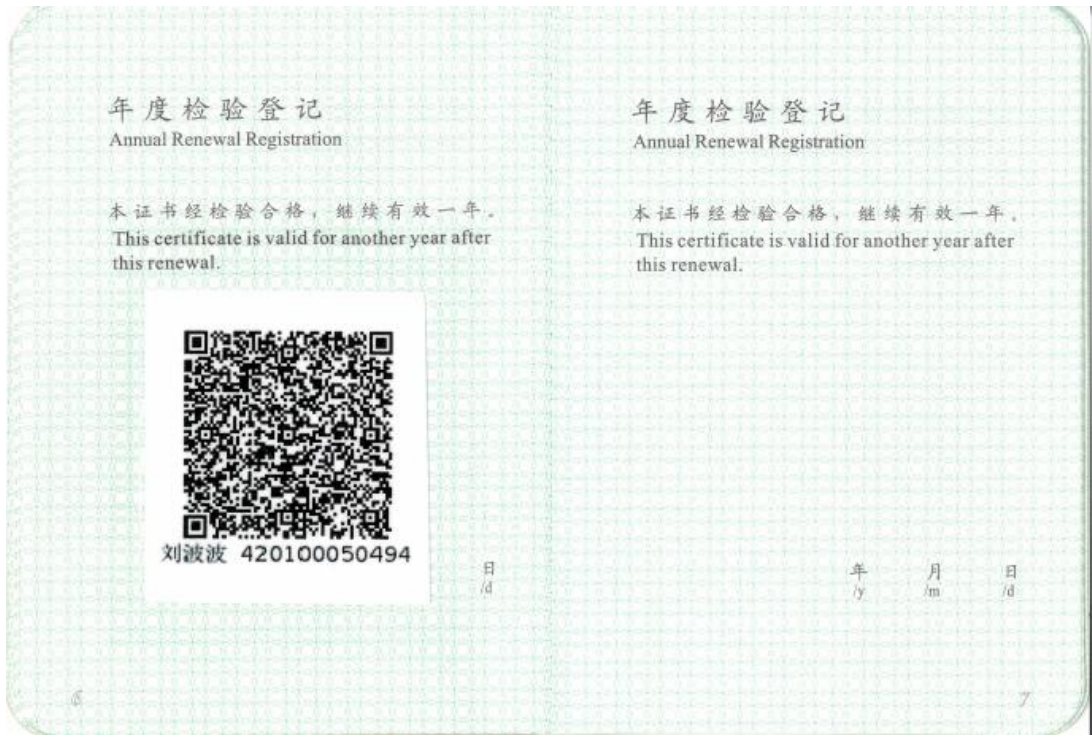 年度检验登记
Annual Renewal Registration
本证书经检验合格，继续有效一年。
This certificate is valid for another year after
this renewal.
刘波波 420100050494
日
/d
6
年度检验登记
Annual Renewal Registration
本证书经检验合格，继续有效一年。
This certificate is valid for another year after
this renewal.
年 月 日
/y /m /d
7